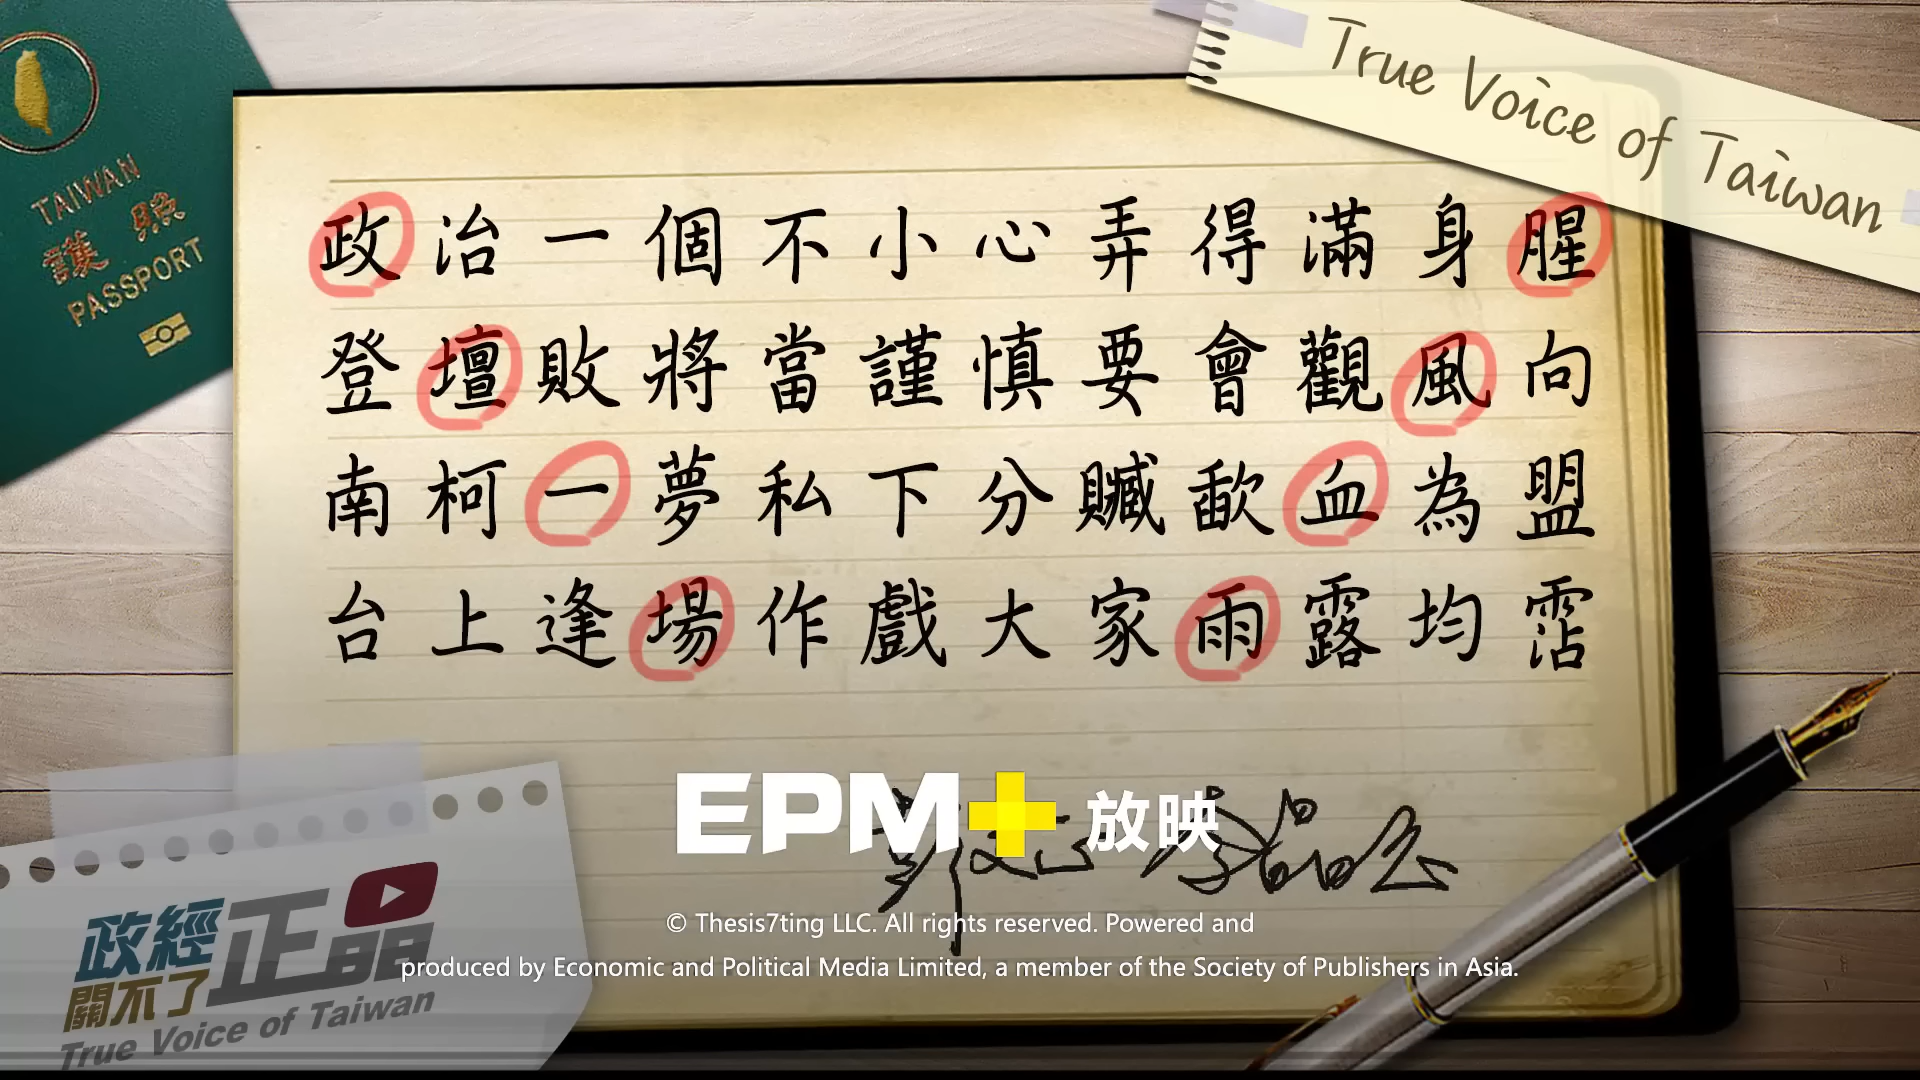 True Voice of Taiwan
TAIWAN
護照
PASSPORT
政治一個不小心弄得滿身腥
登壇敗將當謹慎要會觀風向
南柯一夢私下分贓歃血為盟
台上逢場作戲大家雨露均霑
EPM+ 放映
© Thesis7ting LLC. All rights reserved. Powered and
produced by Economic and Political Media Limited, a member of the Society of Publishers in Asia.
政經
關不了
正晶
True Voice of Taiwan